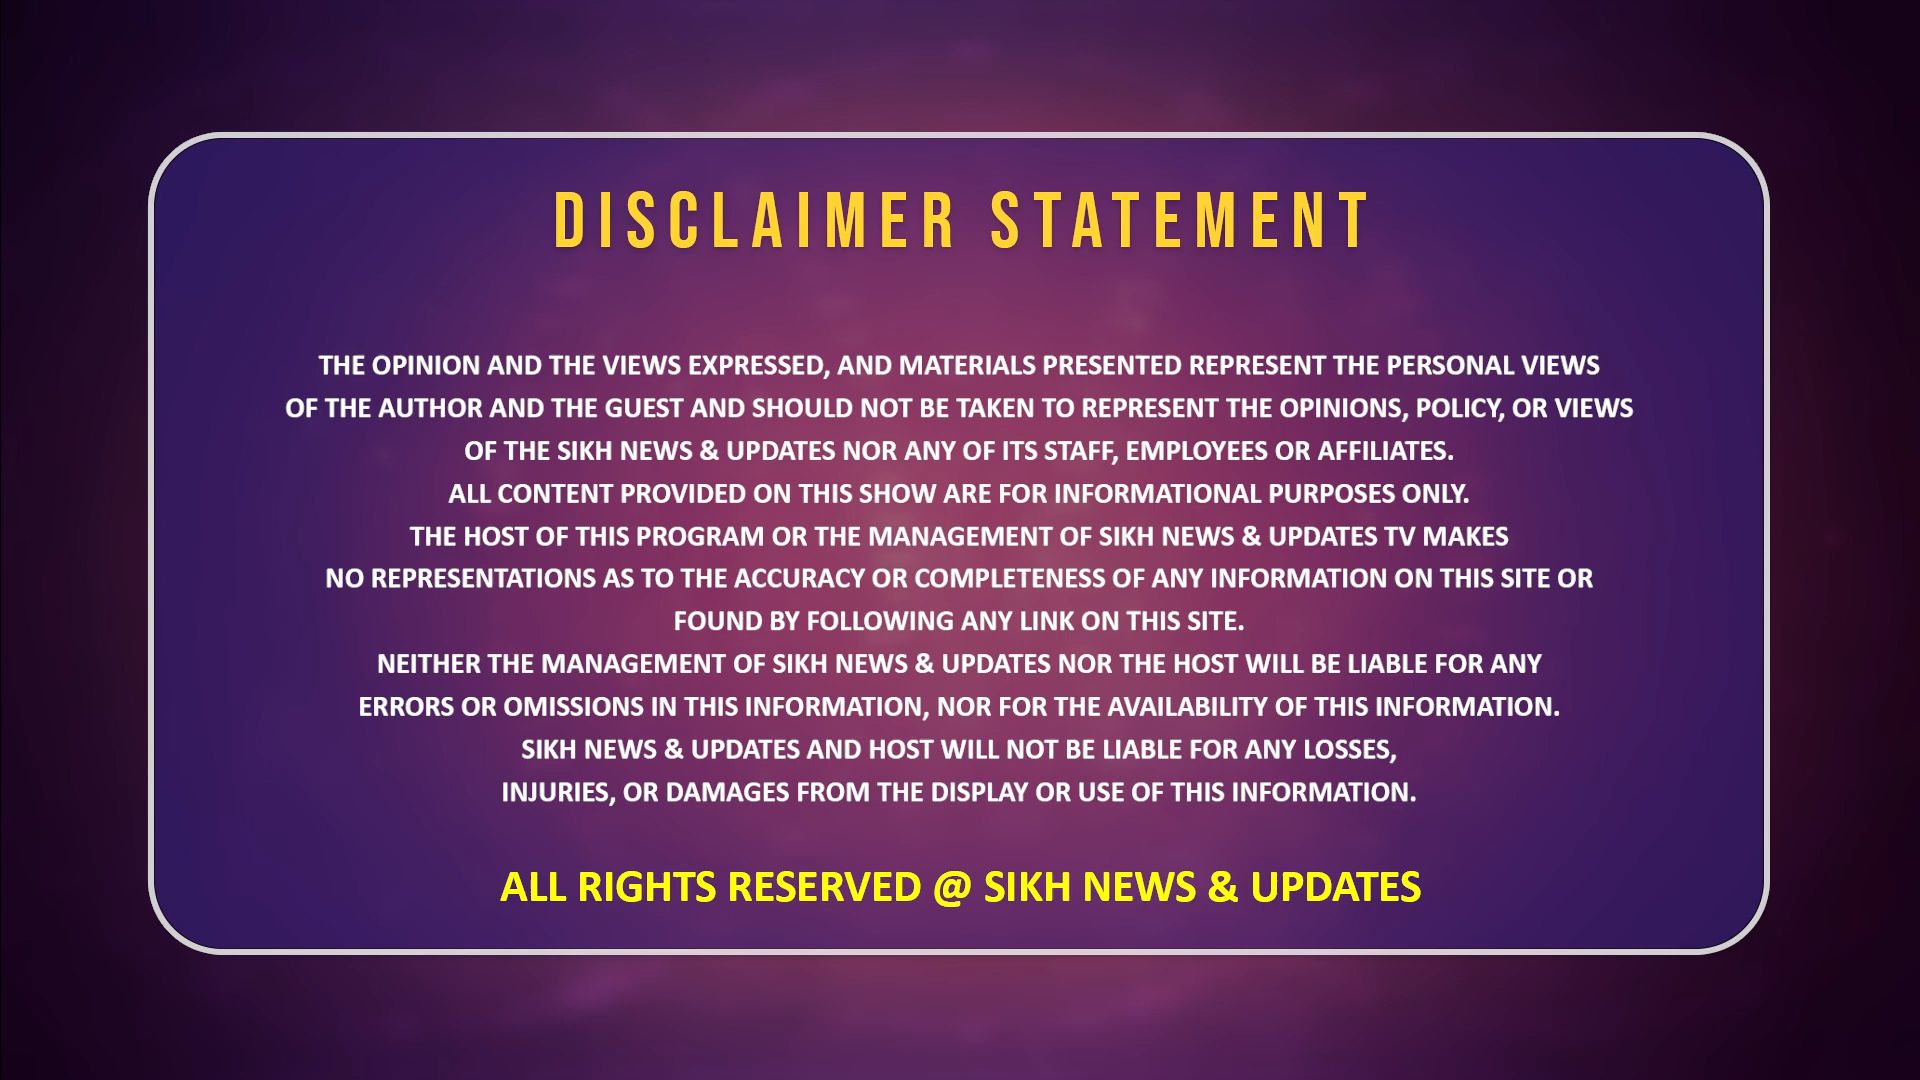 DISCLAIMER STATEMENT
THE OPINION AND THE VIEWS EXPRESSED, AND MATERIALS PRESENTED REPRESENT THE PERSONAL VIEWS
OF THE AUTHOR AND THE GUEST AND SHOULD NOT BE TAKEN TO REPRESENT THE OPINIONS, POLICY, OR VIEWS
OF THE SIKH NEWS & UPDATES NOR ANY OF ITS STAFF, EMPLOYEES OR AFFILIATES.
ALL CONTENT PROVIDED ON THIS SHOW ARE FOR INFORMATIONAL PURPOSES ONLY.
THE HOST OF THIS PROGRAM OR THE MANAGEMENT OF SIKH NEWS & UPDATES TV MAKES
NO REPRESENTATIONS AS TO THE ACCURACY OR COMPLETENESS OF ANY INFORMATION ON THIS SITE OR
FOUND BY FOLLOWING ANY LINK ON THIS SITE.
NEITHER THE MANAGEMENT OF SIKH NEWS & UPDATES NOR THE HOST WILL BE LIABLE FOR ANY
ERRORS OR OMISSIONS IN THIS INFORMATION, NOR FOR THE AVAILABILITY OF THIS INFORMATION.
SIKH NEWS & UPDATES AND HOST WILL NOT BE LIABLE FOR ANY LOSSES,
INJURIES, OR DAMAGES FROM THE DISPLAY OR USE OF THIS INFORMATION.
ALL RIGHTS RESERVED @ SIKH NEWS & UPDATES